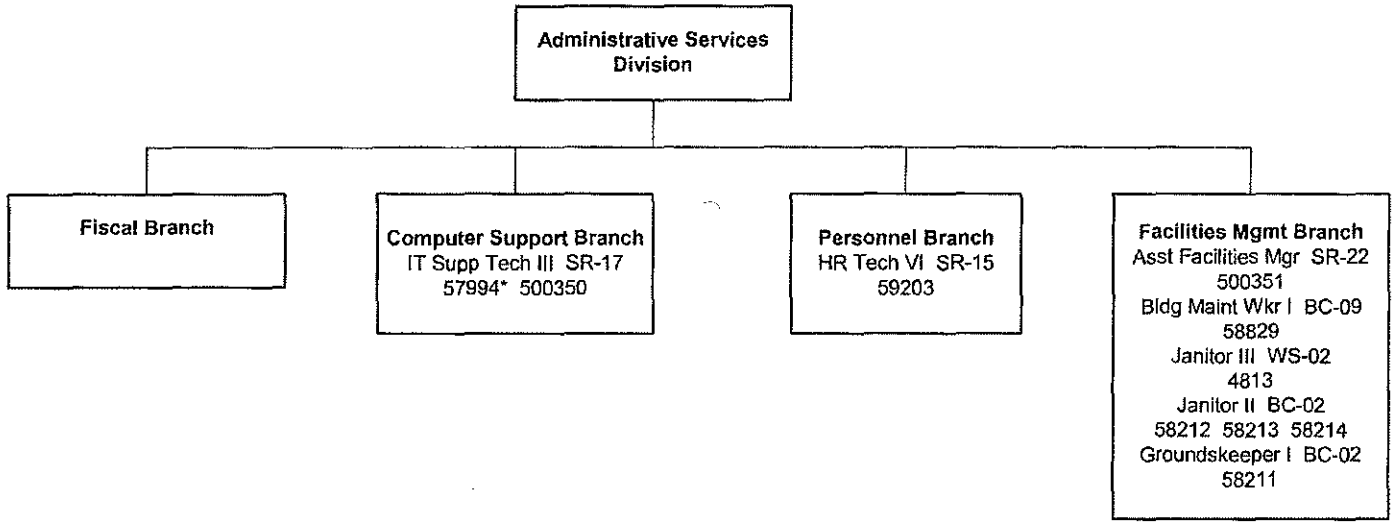 Administrative Services
Division
Fiscal Branch
Computer Support Branch
IT Supp Tech III SR-17
57994* 500350
Personnel Branch
HR Tech VI SR-15
59203
Facilities Mgmt Branch
Asst Facilities Mgr SR-22
500351
Bldg Maint Wkr I BC-09
58829
Janitor III WS-02
4813
Janitor II BC-02
58212 58213 58214
Groundskeeper I BC-02
58211